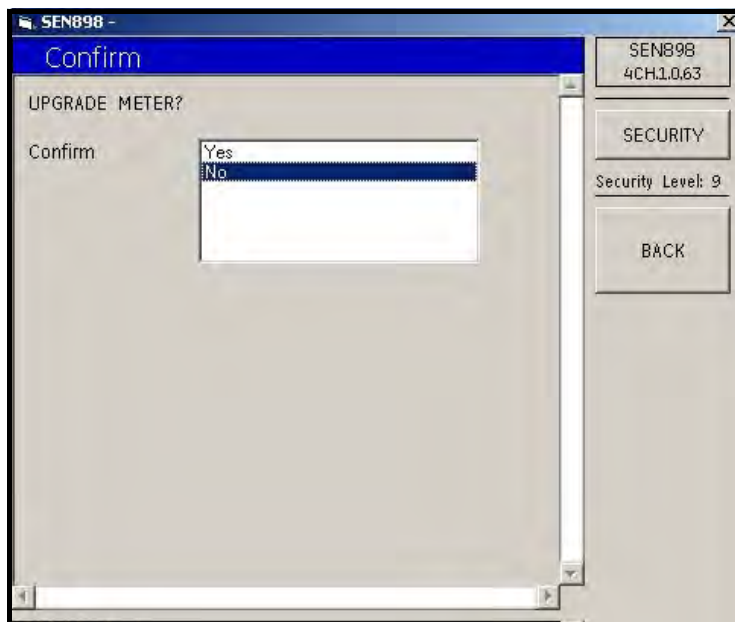 SEN898 -
Confirm
UPGRADE METER?
Confirm
Yes
No
SEN898
4CH.1.0.63
SECURITY
Security Level: 9
BACK